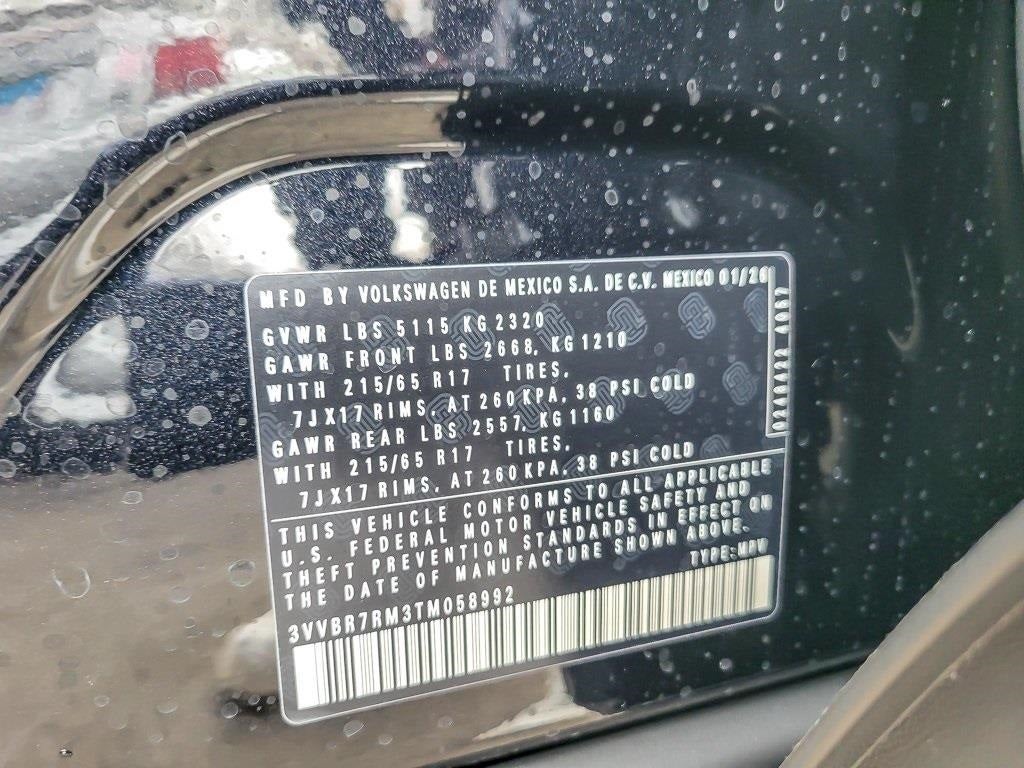 MFD BY VOLKSWAGEN DE MEXICO S.A. DE C.V. MEXICO 01/26
GVWR LBS 5115 KG 2320
GAWR FRONT LBS 2668, KG 1210
WITH 215/65 R17 TIRES,
7JX17 RIMS, AT 260 KPA, 38 PSI COLD
GAWR REAR LBS 2557, KG 1160
WITH 215/65 R17 TIRES,
7JX17 RIMS, AT 260 KPA, 38 PSI COLD
THIS VEHICLE CONFORMS TO ALL APPLICABLE
U.S. FEDERAL MOTOR VEHICLE SAFETY AND
THEFT PREVENTION STANDARDS IN EFFECT ON
THE DATE OF MANUFACTURE SHOWN ABOVE.
TYPE:MPV
3VVBR7RM3TM058992